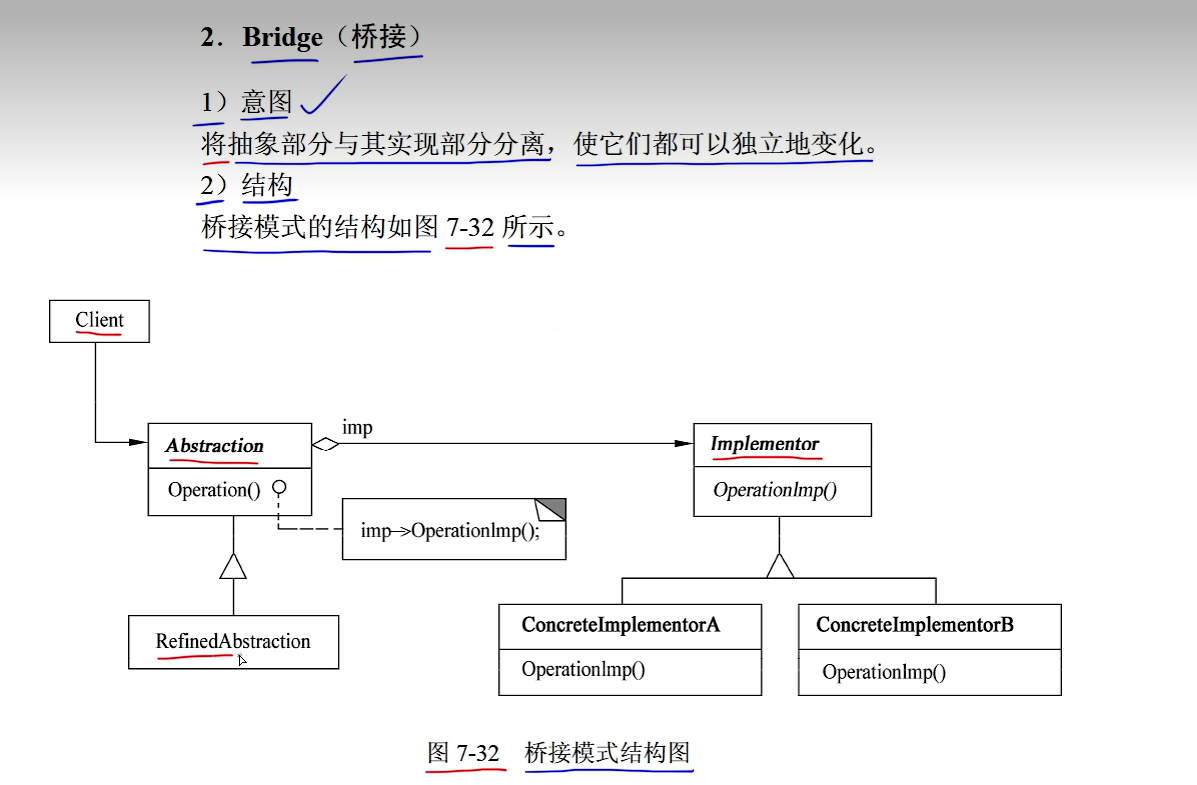 2．Bridge（桥接）
1）意图
将抽象部分与其实现部分分离，使它们都可以独立地变化。
2）结构
桥接模式的结构如图 7-32 所示。
Client
imp
Abstraction
Implementor
Operation()
OperationImp()
imp->OperationImp();
RefinedAbstraction
ConcreteImplementorA
ConcreteImplementorB
OperationImp()
OperationImp()
图 7-32 桥接模式结构图